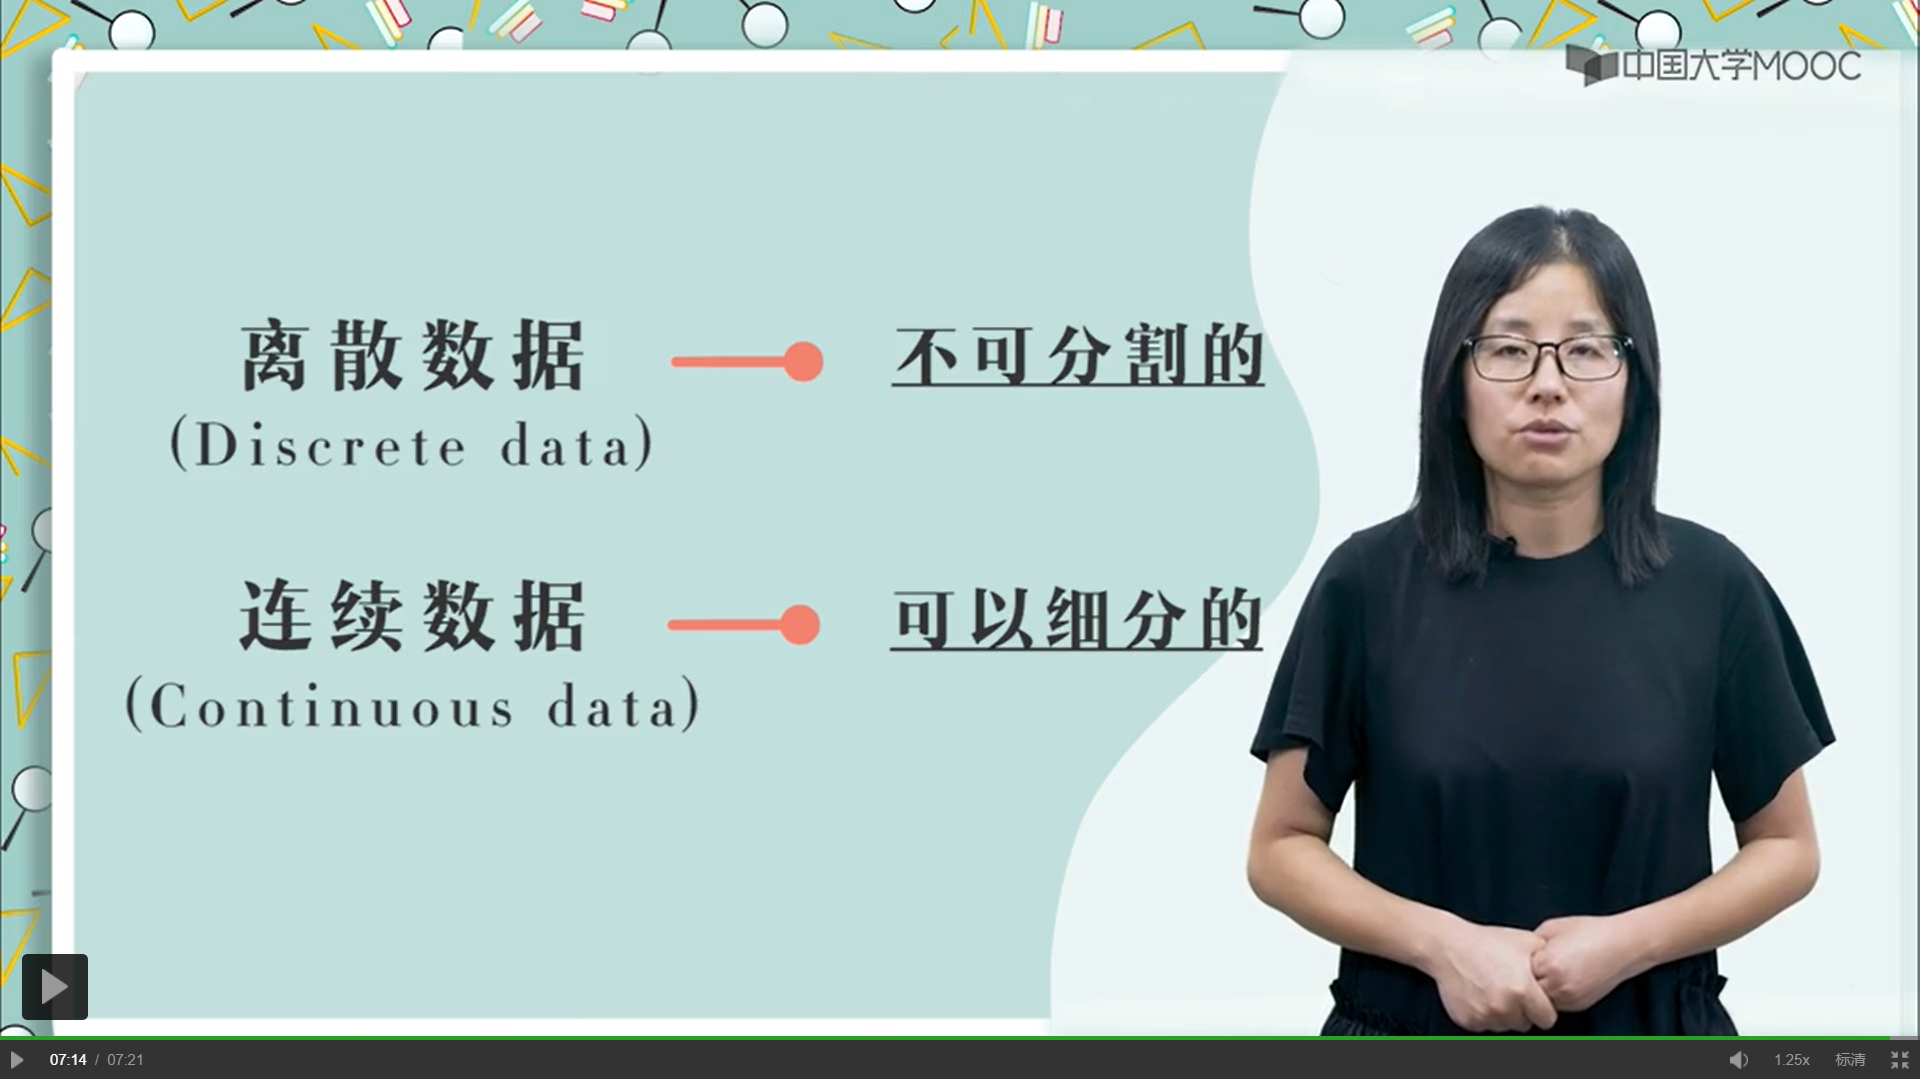 中国大学MOOC
离散数据
不可分割的
(Discrete data)
连续数据
可以细分的
(Continuous data)
07:14 / 07:21
1.25x
标清